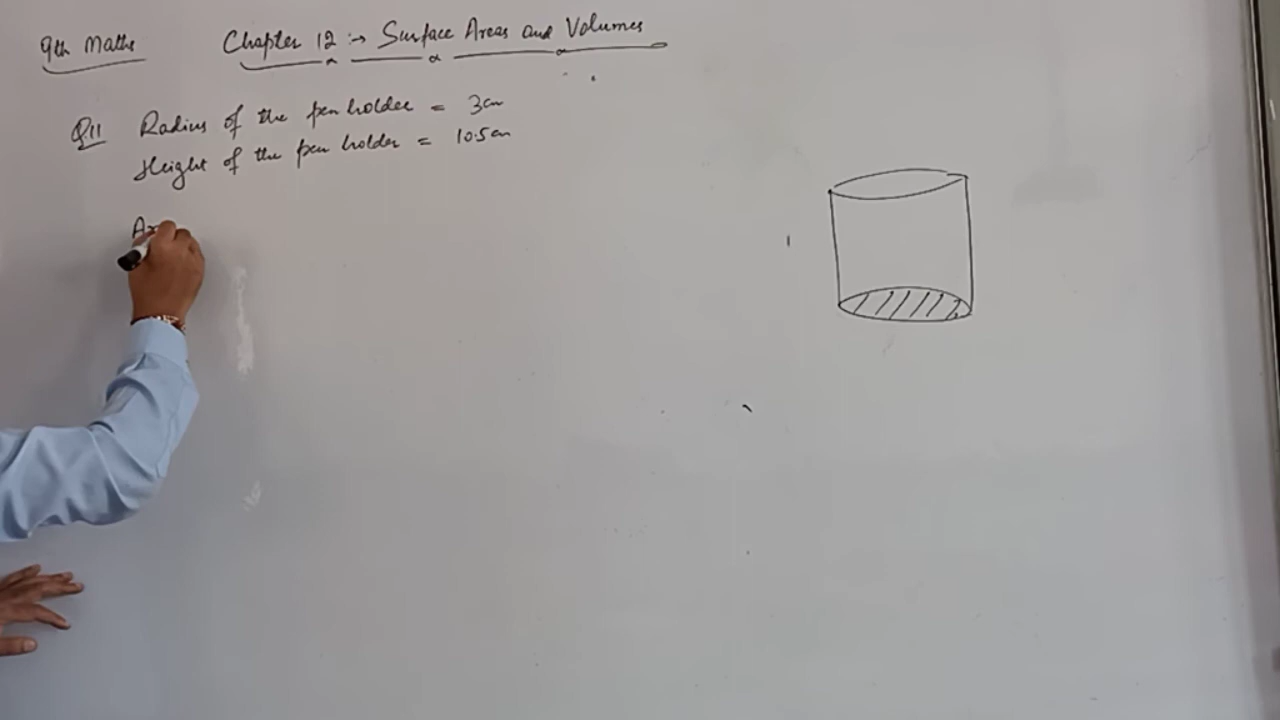 9th Maths Chapter 12 :→ Surface Areas and Volumes
Q11 Radius of the pen holder = 3cm
Height of the pen holder = 10.5cm
Ar